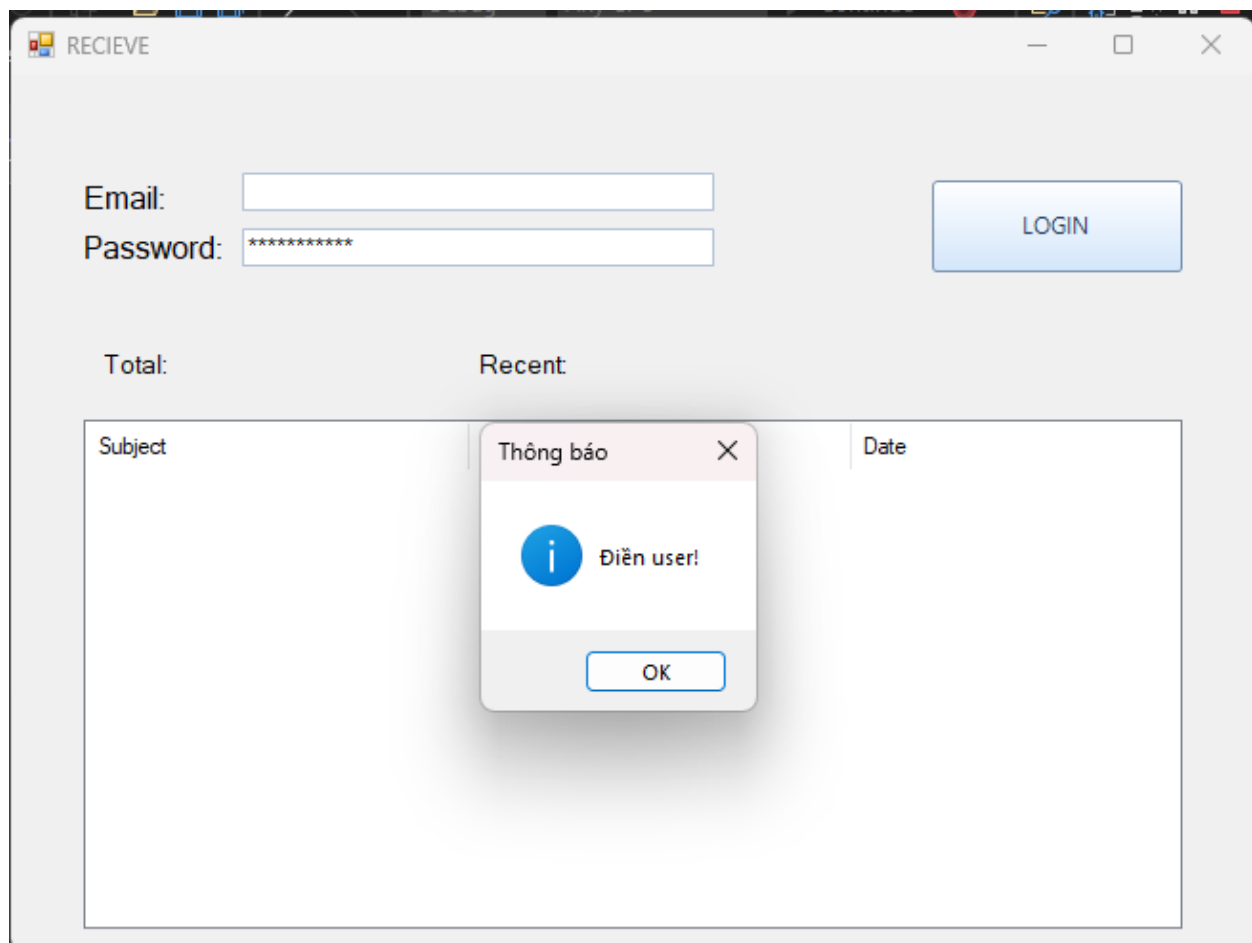 RECIEVE
Email:
Password: ***********
LOGIN
Total:
Recent:
Subject
Date
Thông báo
Điền user!
OK